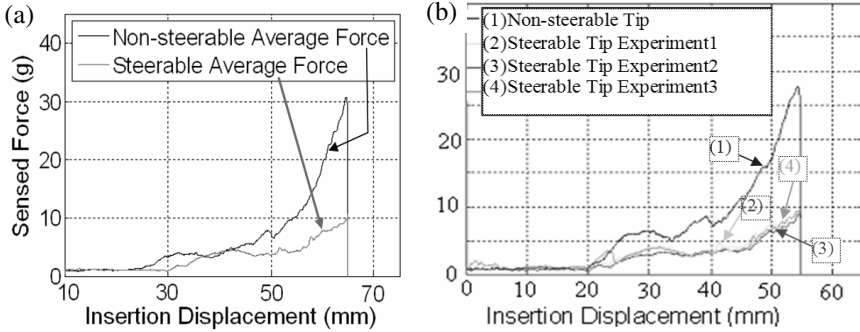 (a)
40
30
20
10
0
Sensed Force (g)
Non-steerable Average Force
Steerable Average Force
10
30
50
70
Insertion Displacement (mm)
(b)
30
20
10
0
(1)Non-steerable Tip
(2)Steerable Tip Experiment1
(3)Steerable Tip Experiment2
(4)Steerable Tip Experiment3
(1)
(2)
(4)
(3)
0
10
20
30
40
50
60
Insertion Displacement (mm)